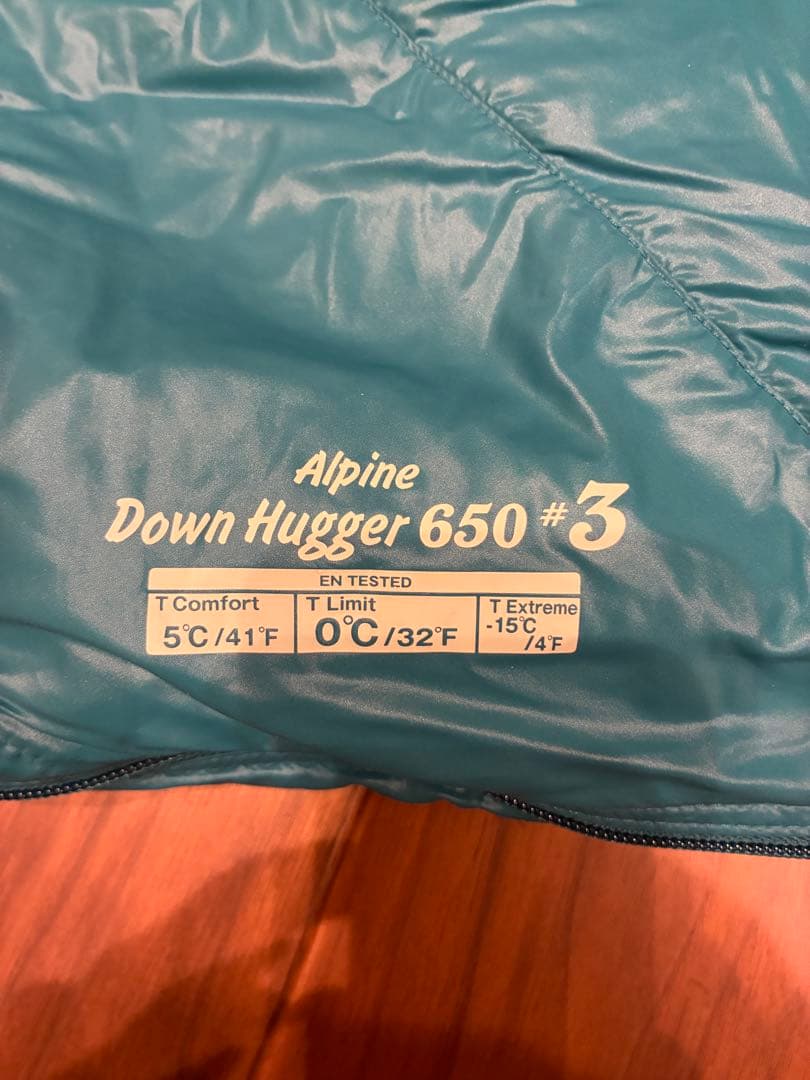 Alpine
Down Hugger 650 #3
EN TESTED
T Comfort
5°C/41°F
T Limit
0°C/32°F
T Extreme
-15°C
/4°F